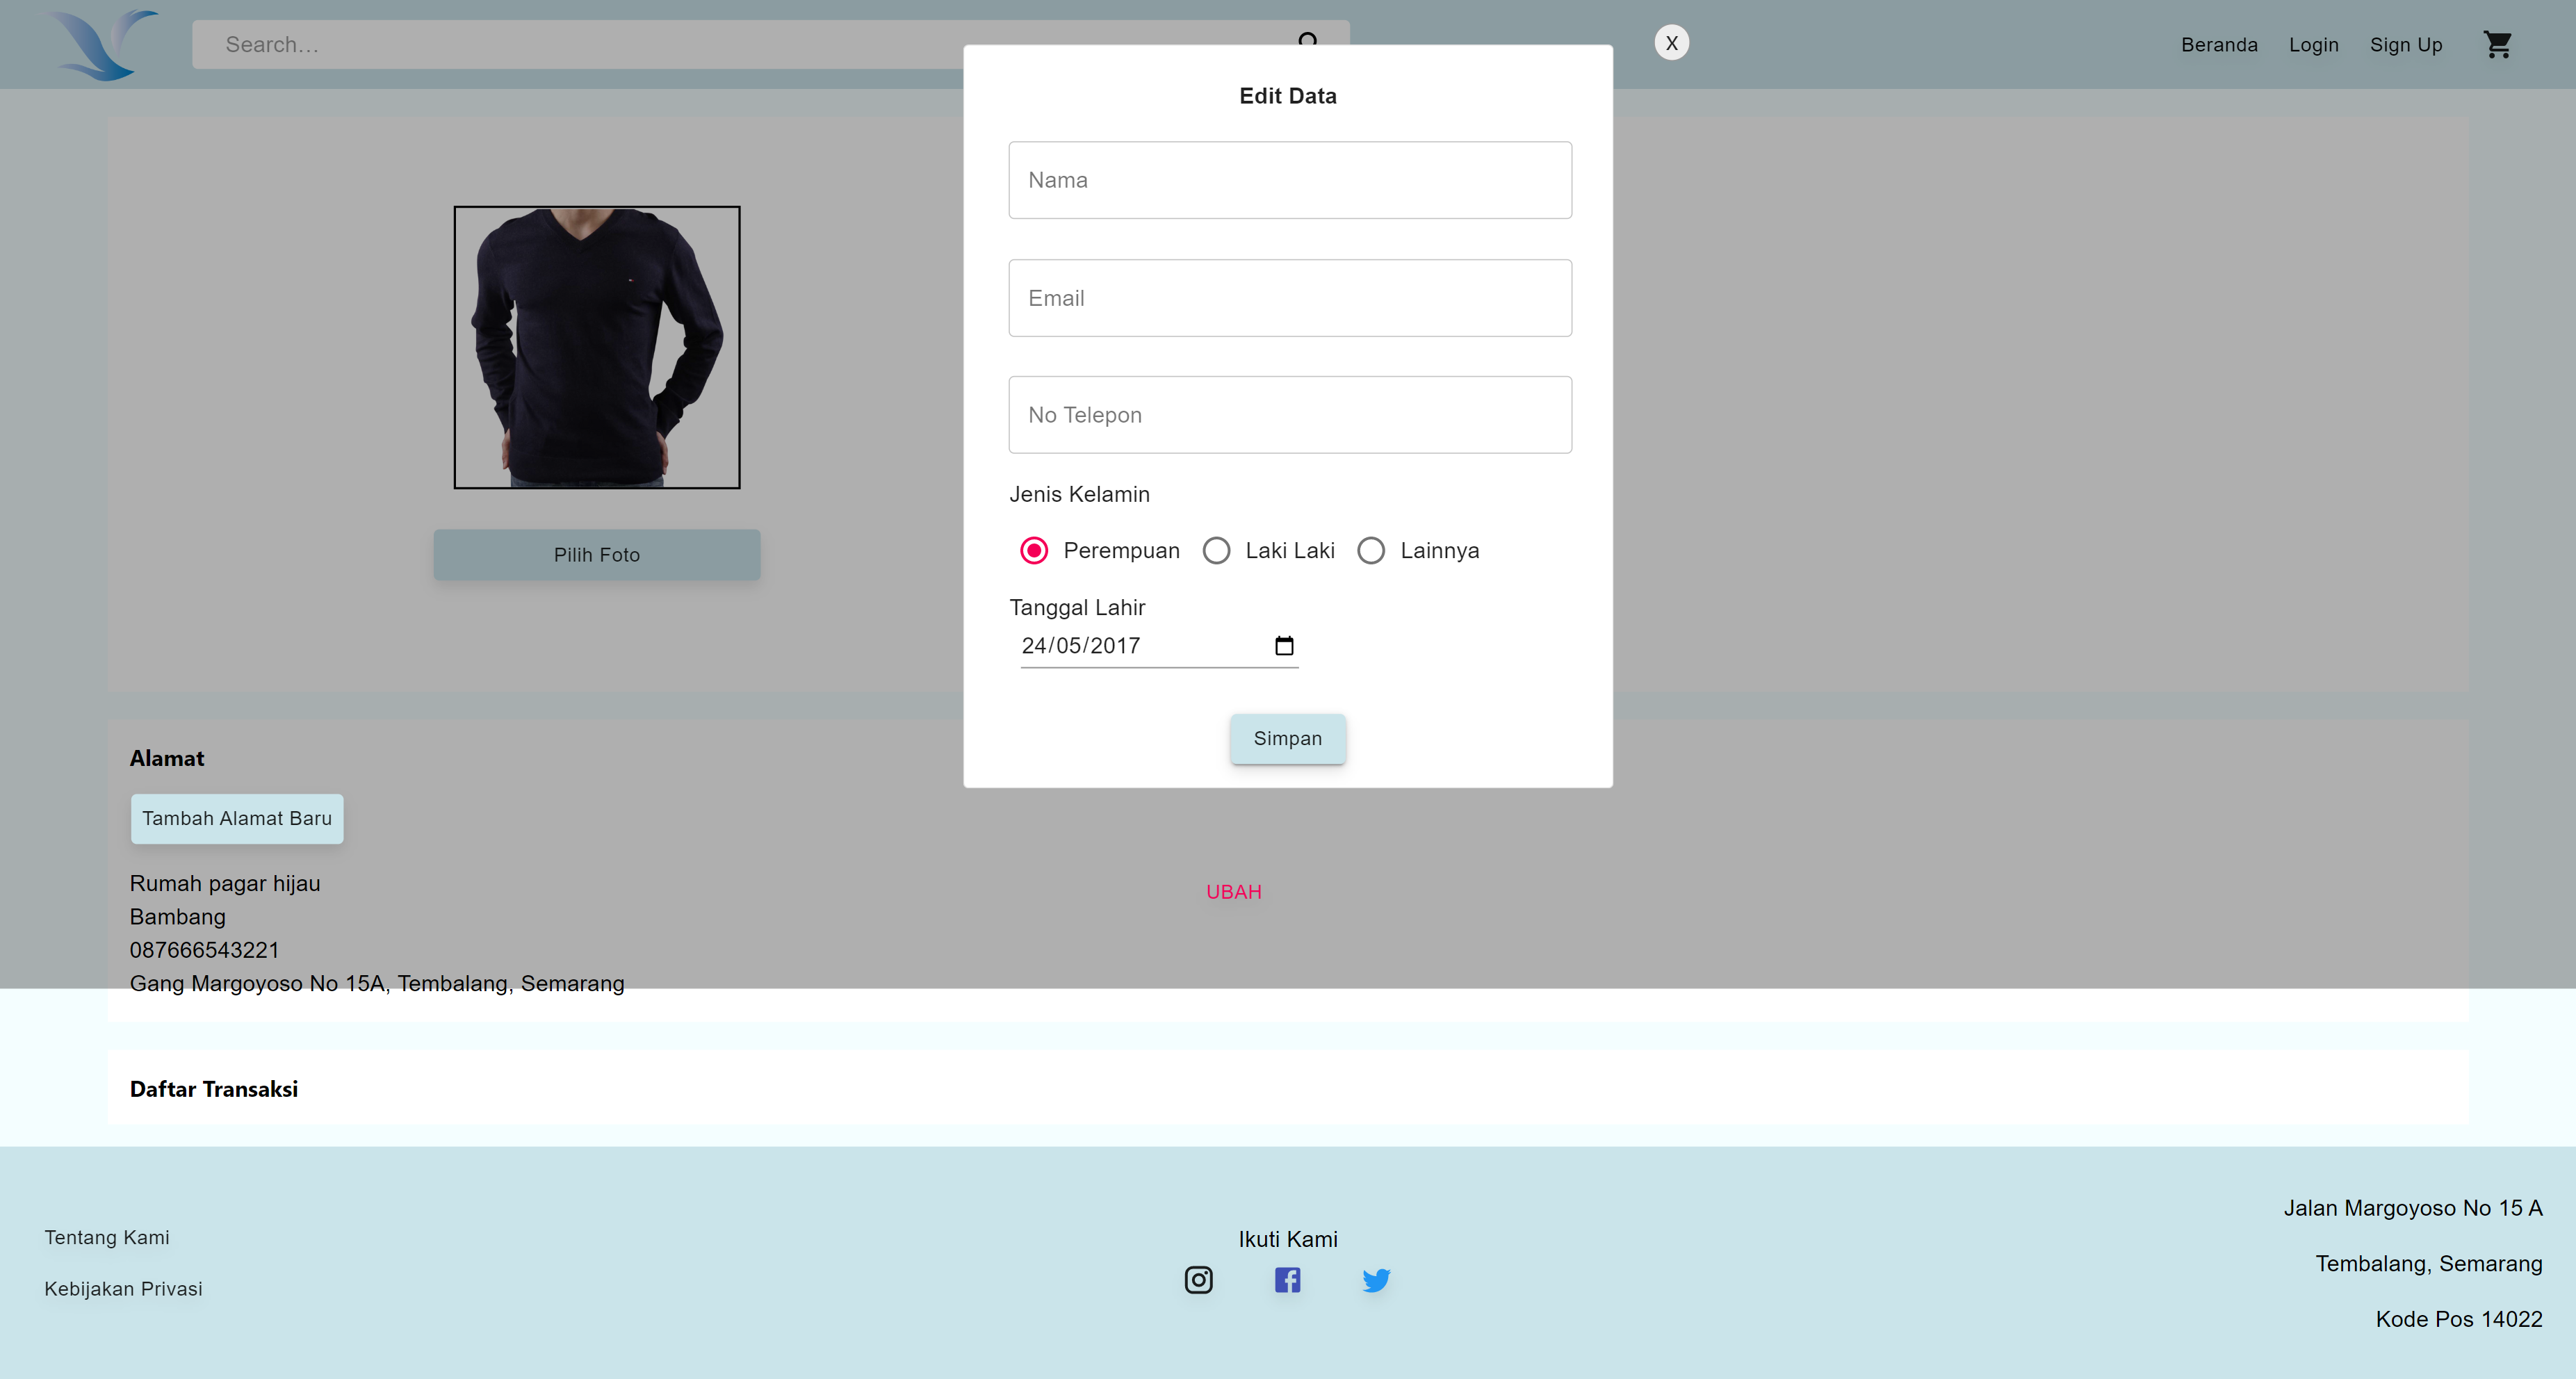 Search...
Beranda Login Sign Up
X
Edit Data
Nama
Email
No Telepon
Jenis Kelamin
Perempuan Laki Laki Lainnya
Tanggal Lahir
24/05/2017
Simpan
Pilih Foto
Alamat
Tambah Alamat Baru
Rumah pagar hijau
Bambang
087666543221
Gang Margoyoso No 15A, Tembalang, Semarang
UBAH
Daftar Transaksi
Tentang Kami
Kebijakan Privasi
Ikuti Kami
Jalan Margoyoso No 15 A
Tembalang, Semarang
Kode Pos 14022